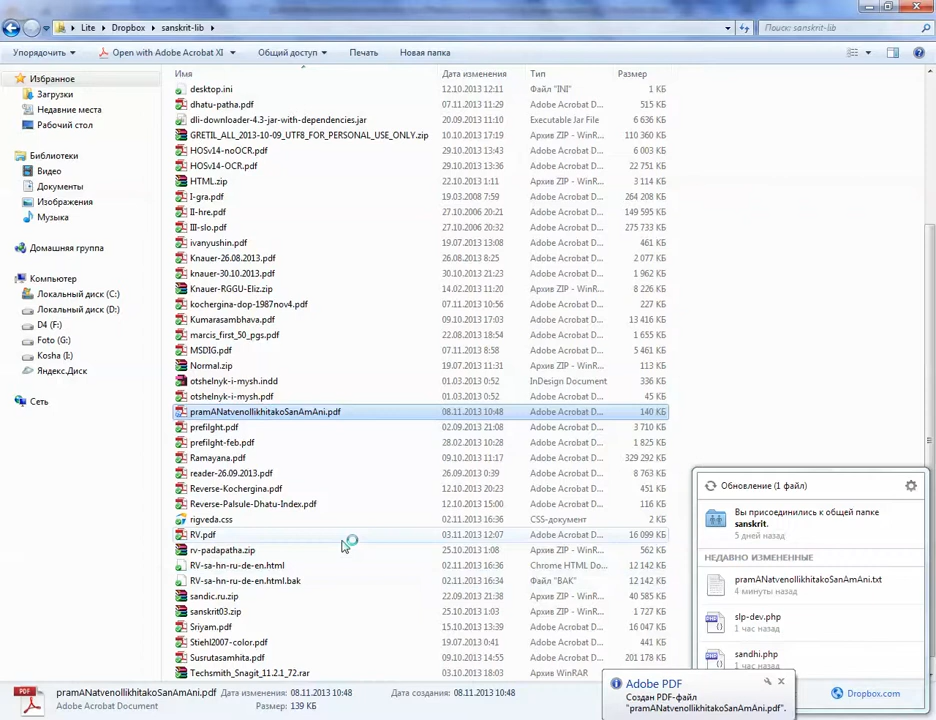 Lite ▸ Dropbox ▸ sanskrit-lib ▸
Поиск: sanskrit-lib
Упорядочить
Open with Adobe Acrobat XI
Общий доступ
Печать
Новая папка
Избранное
Загрузки
Недавние места
Рабочий стол
Библиотеки
Видео
Документы
Изображения
Музыка
Домашняя группа
Компьютер
Локальный диск (C:)
Локальный диск (D:)
D4 (F:)
Foto (G:)
Kosha (I:)
Яндекс.Диск
Сеть
Имя Дата изменения Тип Размер
desktop.ini 12.10.2013 12:11 Файл "INI" 1 КБ
dhatu-patha.pdf 07.11.2013 11:29 Adobe Acrobat D... 515 КБ
dli-downloader-4.3-jar-with-dependencies.jar 20.09.2013 11:10 Executable Jar File 6 636 КБ
GRETIL_ALL_2013-10-09_UTF8_FOR_PERSONAL_USE_ONLY.zip 10.10.2013 17:19 Архив ZIP - WinR... 110 360 КБ
HOSv14-noOCR.pdf 29.10.2013 13:43 Adobe Acrobat D... 6 003 КБ
HOSv14-OCR.pdf 29.10.2013 13:36 Adobe Acrobat D... 22 751 КБ
HTML.zip 22.10.2013 1:11 Архив ZIP - WinR... 3 114 КБ
I-gra.pdf 19.03.2008 7:59 Adobe Acrobat D... 264 208 КБ
II-hre.pdf 27.10.2006 20:21 Adobe Acrobat D... 149 595 КБ
III-slo.pdf 27.10.2006 20:32 Adobe Acrobat D... 275 733 КБ
ivanyushin.pdf 19.07.2013 13:08 Adobe Acrobat D... 461 КБ
Knauer-26.08.2013.pdf 26.08.2013 8:25 Adobe Acrobat D... 2 077 КБ
knauer-30.10.2013.pdf 30.10.2013 21:23 Adobe Acrobat D... 1 962 КБ
Knauer-RGGU-Eliz.zip 14.02.2013 11:20 Архив ZIP - WinR... 8 226 КБ
kochergina-dop-1987nov4.pdf 07.11.2013 10:56 Adobe Acrobat D... 227 КБ
Kumarasambhava.pdf 09.10.2013 17:03 Adobe Acrobat D... 13 416 КБ
marcis_first_50_pgs.pdf 22.08.2013 18:54 Adobe Acrobat D... 1 655 КБ
MSDIG.pdf 07.11.2013 8:58 Adobe Acrobat D... 5 461 КБ
Normal.zip 19.07.2013 11:31 Архив ZIP - WinR... 113 КБ
otshelnyk-i-mysh.indd 01.03.2013 0:52 InDesign Document 336 КБ
otshelnyk-i-mysh.pdf 01.03.2013 0:52 Adobe Acrobat D... 45 КБ
pramANatvenollikhitakoSanAmAni.pdf 08.11.2013 10:48 Adobe Acrobat D... 140 КБ
prefilght.pdf 02.09.2013 21:08 Adobe Acrobat D... 3 710 КБ
prefilght-feb.pdf 28.02.2013 10:28 Adobe Acrobat D... 1 825 КБ
Ramayana.pdf 09.10.2013 11:17 Adobe Acrobat D... 329 292 КБ
reader-26.09.2013.pdf 26.09.2013 0:39 Adobe Acrobat D... 8 763 КБ
Reverse-Kochergina.pdf 12.10.2013 20:23 Adobe Acrobat D... 451 КБ
Reverse-Palsule-Dhatu-Index.pdf 12.10.2013 15:00 Adobe Acrobat D... 226 КБ
rigveda.css 02.11.2013 16:36 CSS-документ 2 КБ
RV.pdf 03.11.2013 12:07 Adobe Acrobat D... 16 099 КБ
rv-padapatha.zip 25.10.2013 1:08 Архив ZIP - WinR... 562 КБ
RV-sa-hn-ru-de-en.html 02.11.2013 16:36 Chrome HTML Do... 12 142 КБ
RV-sa-hn-ru-de-en.html.bak 02.11.2013 16:34 Файл "BAK" 12 142 КБ
sandic.ru.zip 22.09.2013 21:38 Архив ZIP - WinR... 40 585 КБ
sanskrit03.zip 25.10.2013 1:03 Архив ZIP - WinR... 1 727 КБ
Sriyam.pdf 15.10.2013 13:39 Adobe Acrobat D... 16 047 КБ
Stiehl2007-color.pdf 19.07.2013 0:41 Adobe Acrobat D... 441 КБ
Susrutasamhita.pdf 09.10.2013 14:55 Adobe Acrobat D... 201 178 КБ
Techsmith_Snagit_11.2.1_72.rar 03.10.2013 18:03 Архив WinRAR
Обновление (1 файл)
Вы присоединились к общей папке
sanskrit.
5 дней назад
НЕДАВНО ИЗМЕНЕННЫЕ
pramANatvenollikhitakoSanAmAni.txt
4 минуты назад
slp-dev.php
1 час назад
sandhi.php
1 час назад
Dropbox.com
Adobe PDF
Создан PDF-файл
"pramANatvenollikhitakoSanAmAni.pdf".
pramANatvenollikhitakoSanAmAni.pdf Дата изменения: 08.11.2013 10:48 Дата создания: 08.11.2013 10:48
Adobe Acrobat Document Размер: 139 КБ